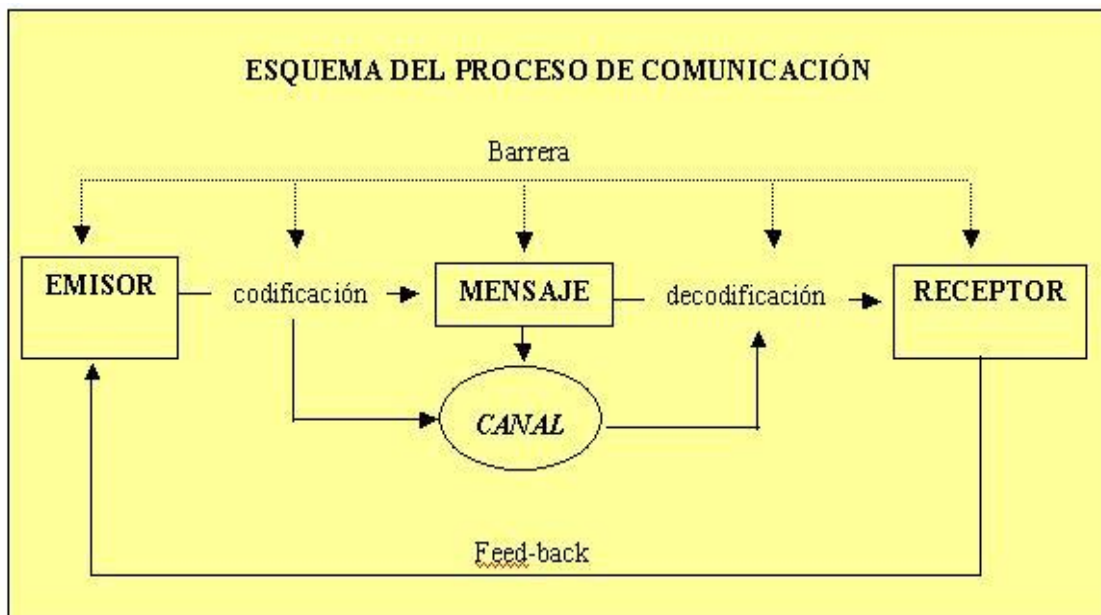 ESQUEMA DEL PROCESO DE COMUNICACIÓN
Barrera
EMISOR codificación MENSAJE decodificación RECEPTOR
CANAL
Feed-back